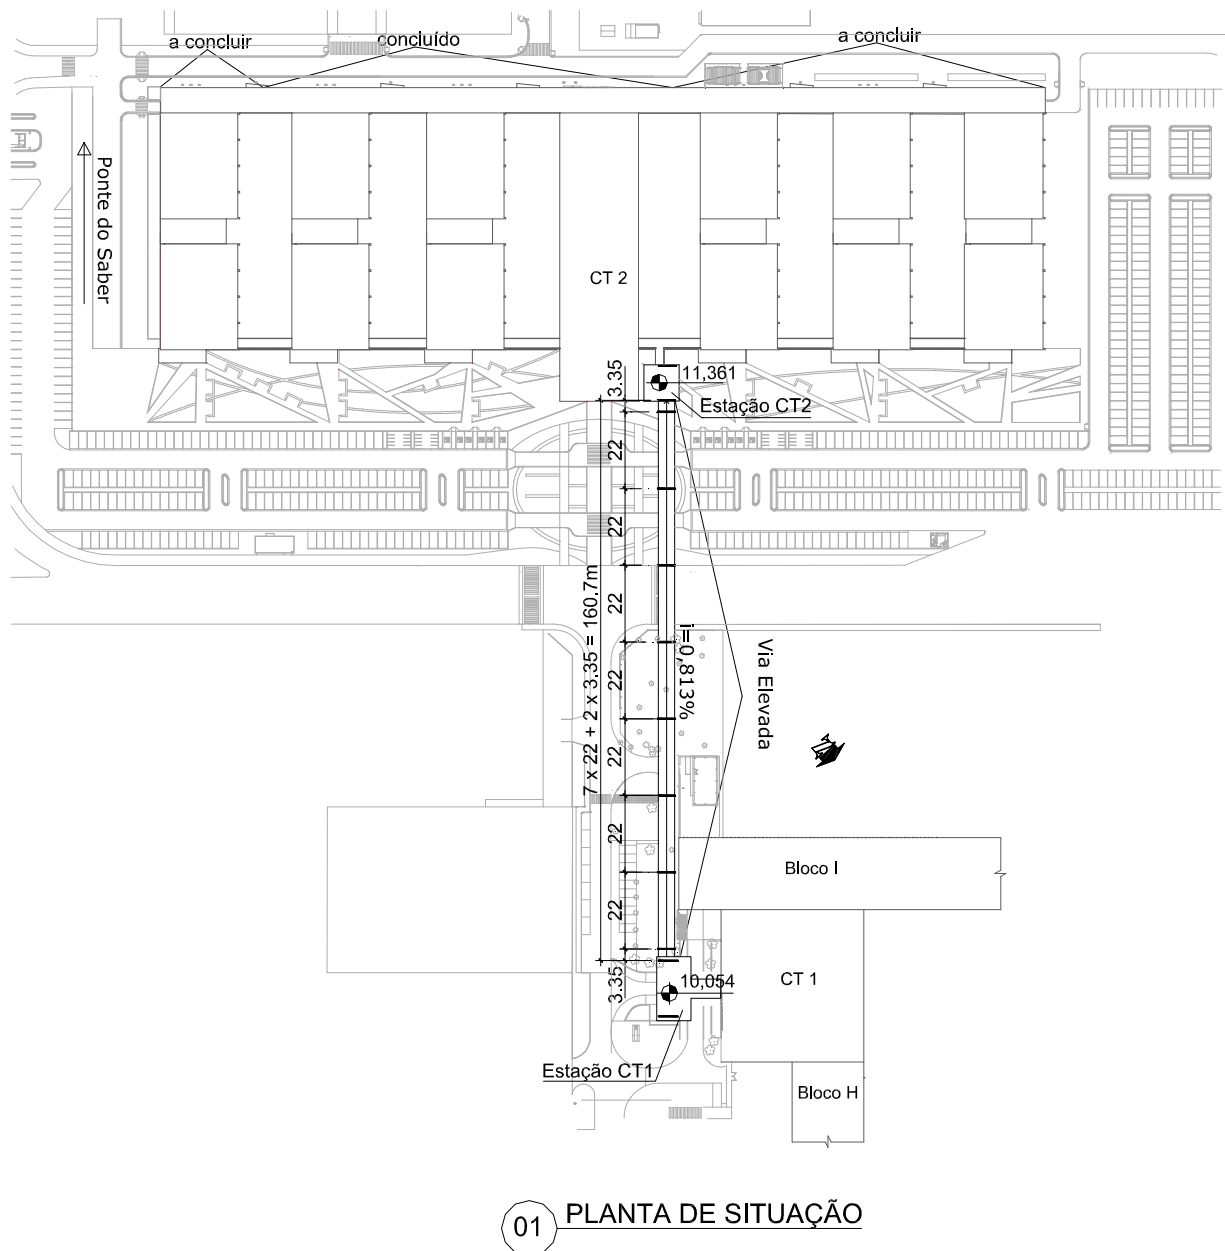 a concluir
concluído
a concluir
Ponte do Saber
CT 2
3.35
11,361
Estação CT2
22
22
22
22
22
22
22
7 x 22 + 2 x 3.35 = 160.7m
i=0,813%
Via Elevada
Bloco I
3.35
10,054
CT 1
Estação CT1
Bloco H
01
PLANTA DE SITUAÇÃO